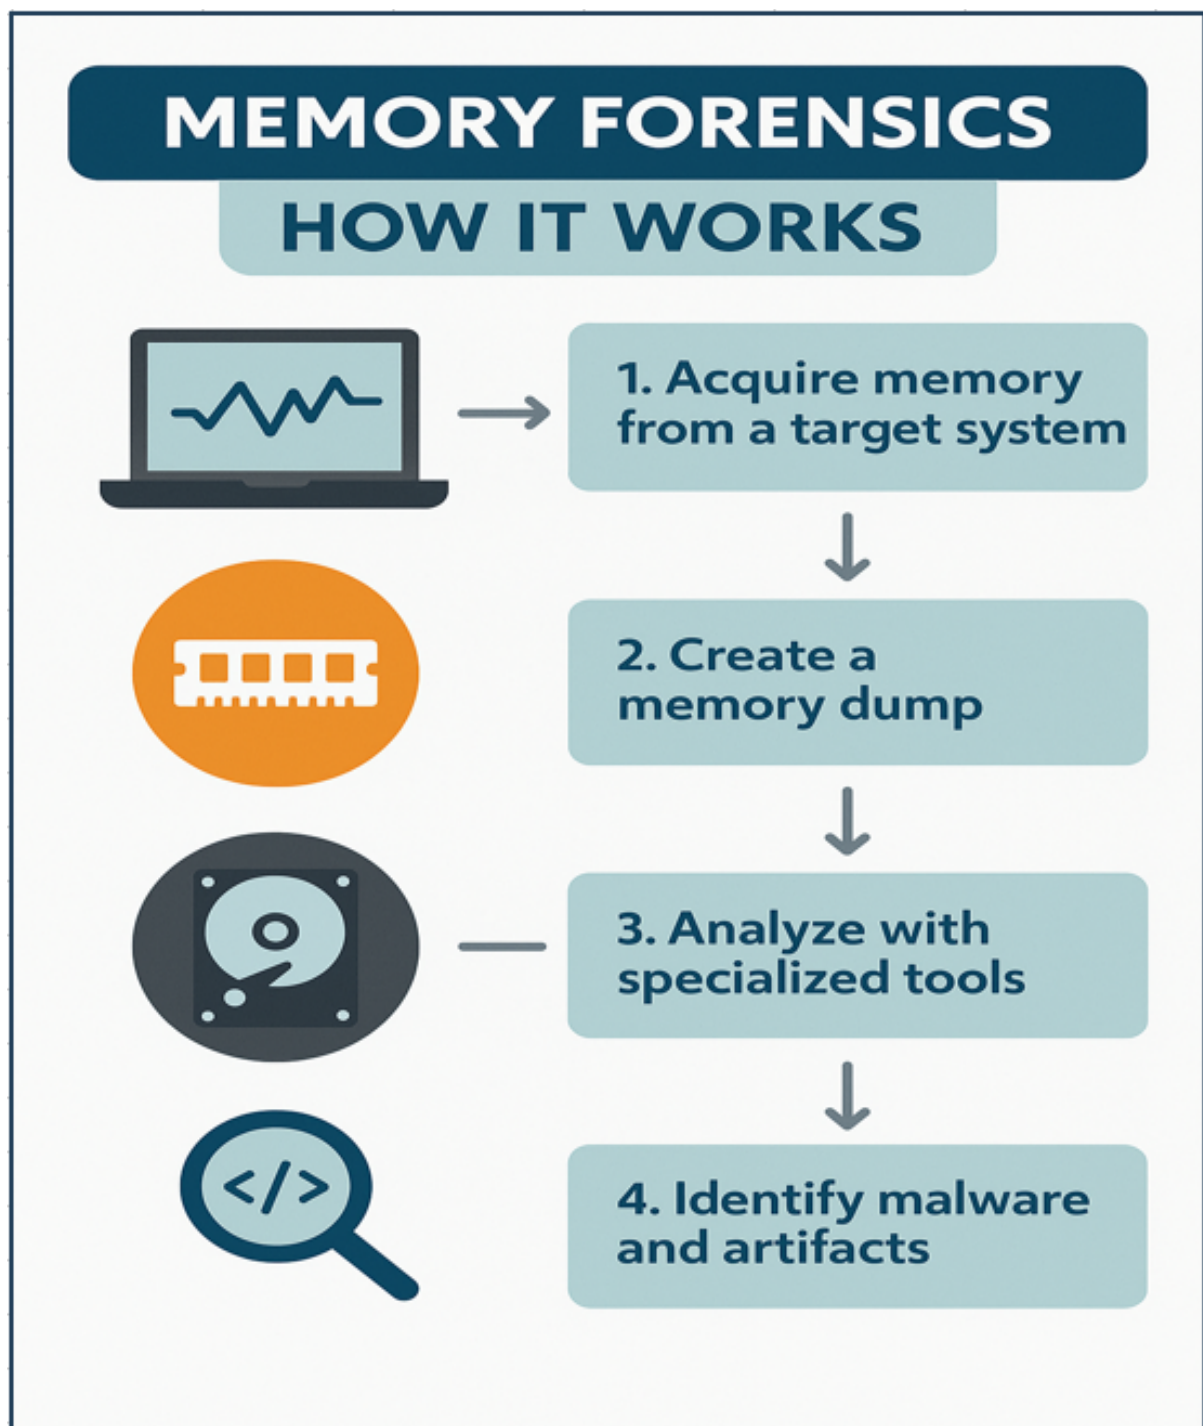 MEMORY FORENSICS
HOW IT WORKS
1. Acquire memory
from a target system
2. Create a
memory dump
3. Analyze with
specialized tools
</>
4. Identify malware
and artifacts